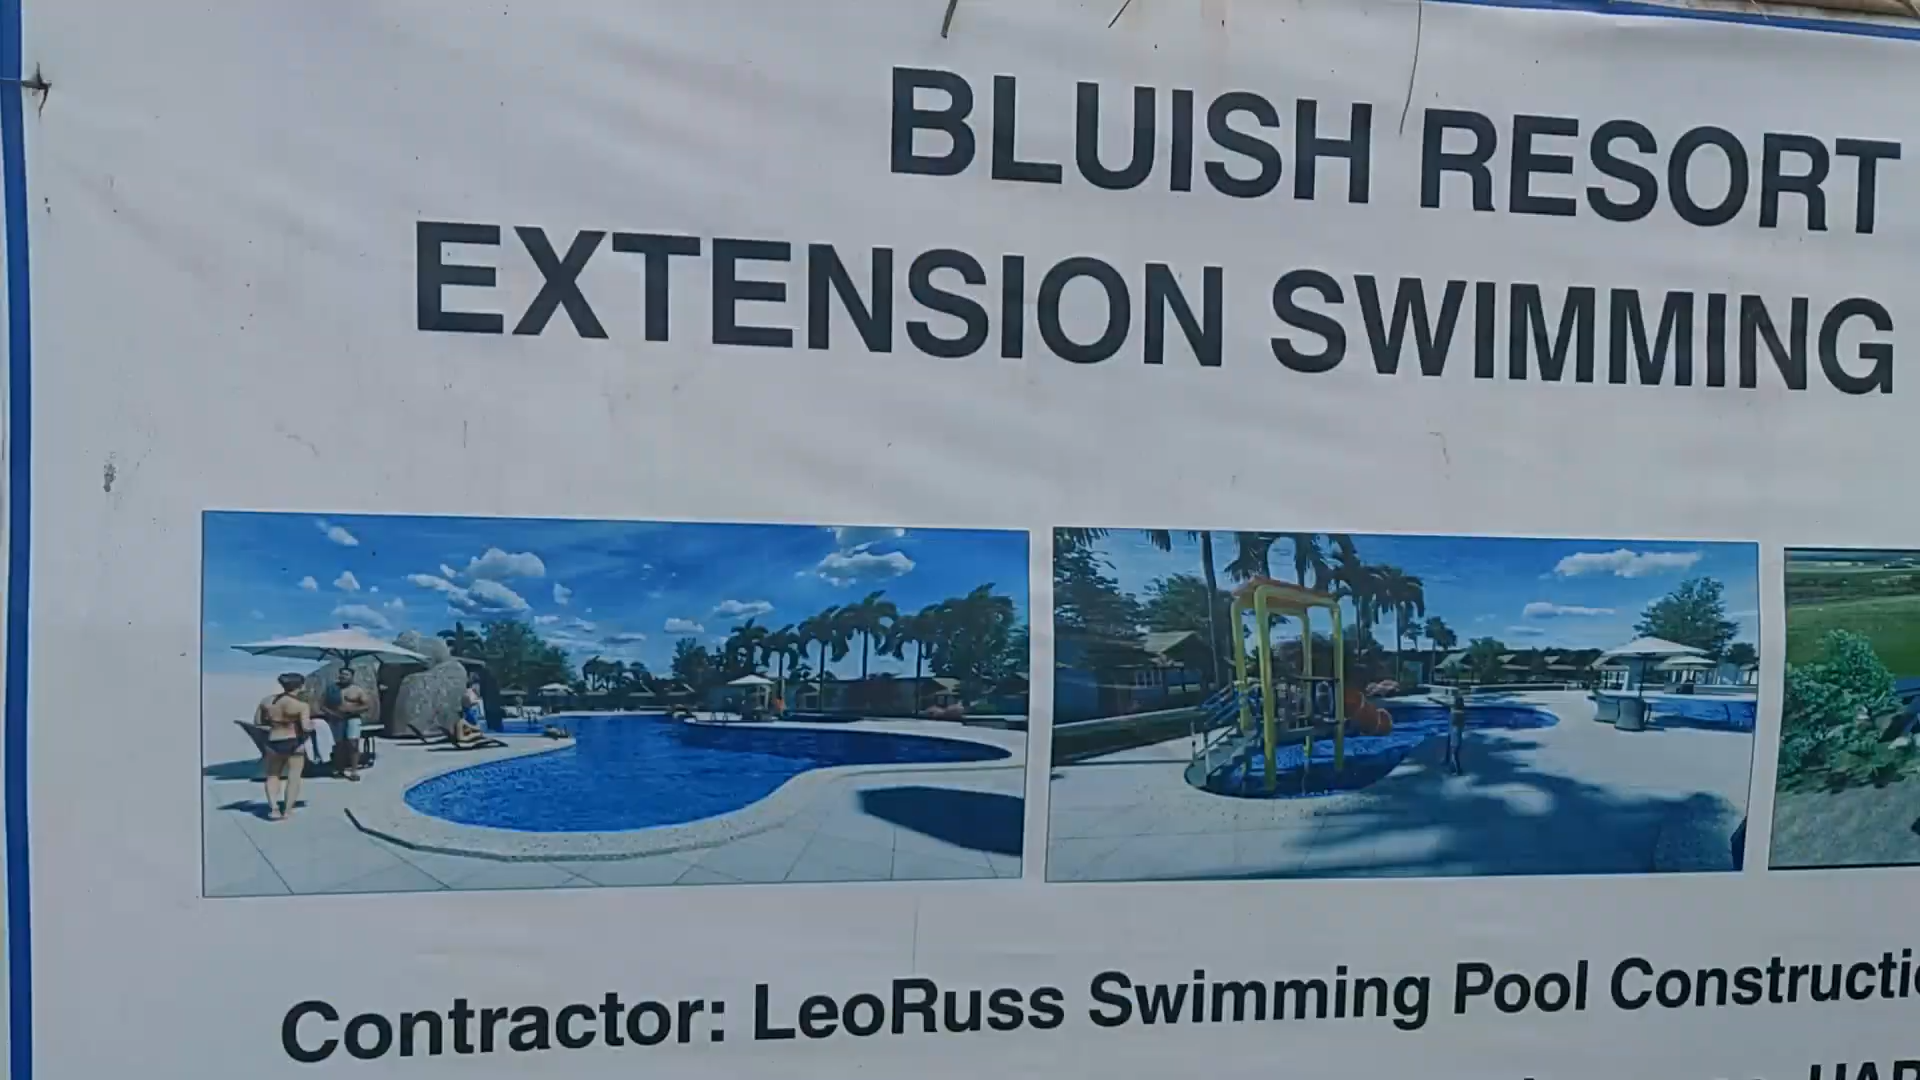 BLUISH RESORT
EXTENSION SWIMMING
Contractor: LeoRuss Swimming Pool Constructi